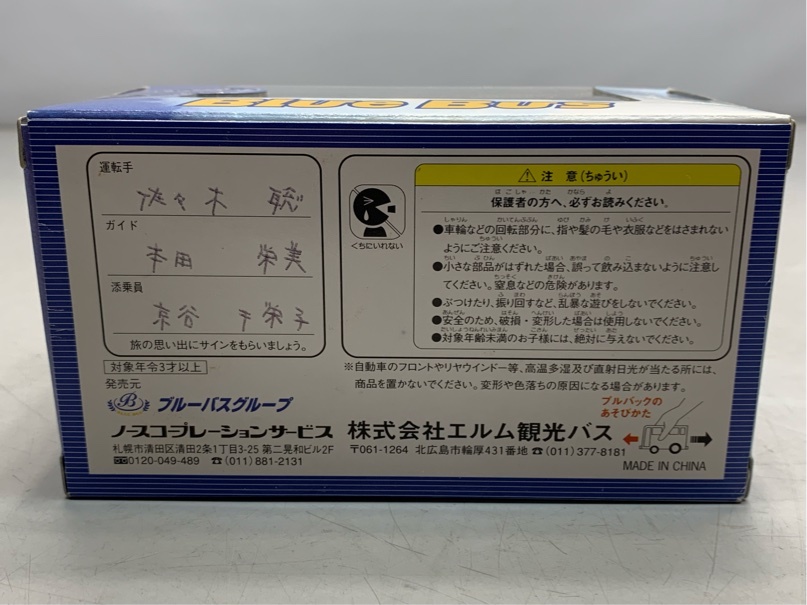 Blue Bus
運転手
佐々木 聡
ガイド
本田 栄美
添乗員
京谷 千栄子
旅の思い出にサインをもらいましょう。
対象年令3才以上
発売元
B ブルーバスグループ
ノースコーポレーションサービス
札幌市清田区清田2条1丁目3-25 第二晃和ビル2F
0120-049-489 ☎(011)881-2131
くちにいれない
⚠ 注 意(ちゅうい)
保護者の方へ、必ずお読みください。
●車輪などの回転部分に、指や髪の毛や衣服などをはさまれない
ようにご注意ください。
●小さな部品がはずれた場合、誤って飲み込まないように注意し
てください。窒息などの危険があります。
●ぶつけたり、振り回すなど、乱暴な遊びをしないでください。
●安全のため、破損・変形した場合は使用しないでください。
●対象年齢未満のお子様には、絶対に与えないでください。
※自動車のフロントやリヤウインドー等、高温多湿及び直射日光が当たる所には、
商品を置かないでください。変形や色落ちの原因になる場合があります。
株式会社エルム観光バス
〒061-1264 北広島市輪厚431番地 ☎(011)377-8181
プルバックの
あそびかた
MADE IN CHINA